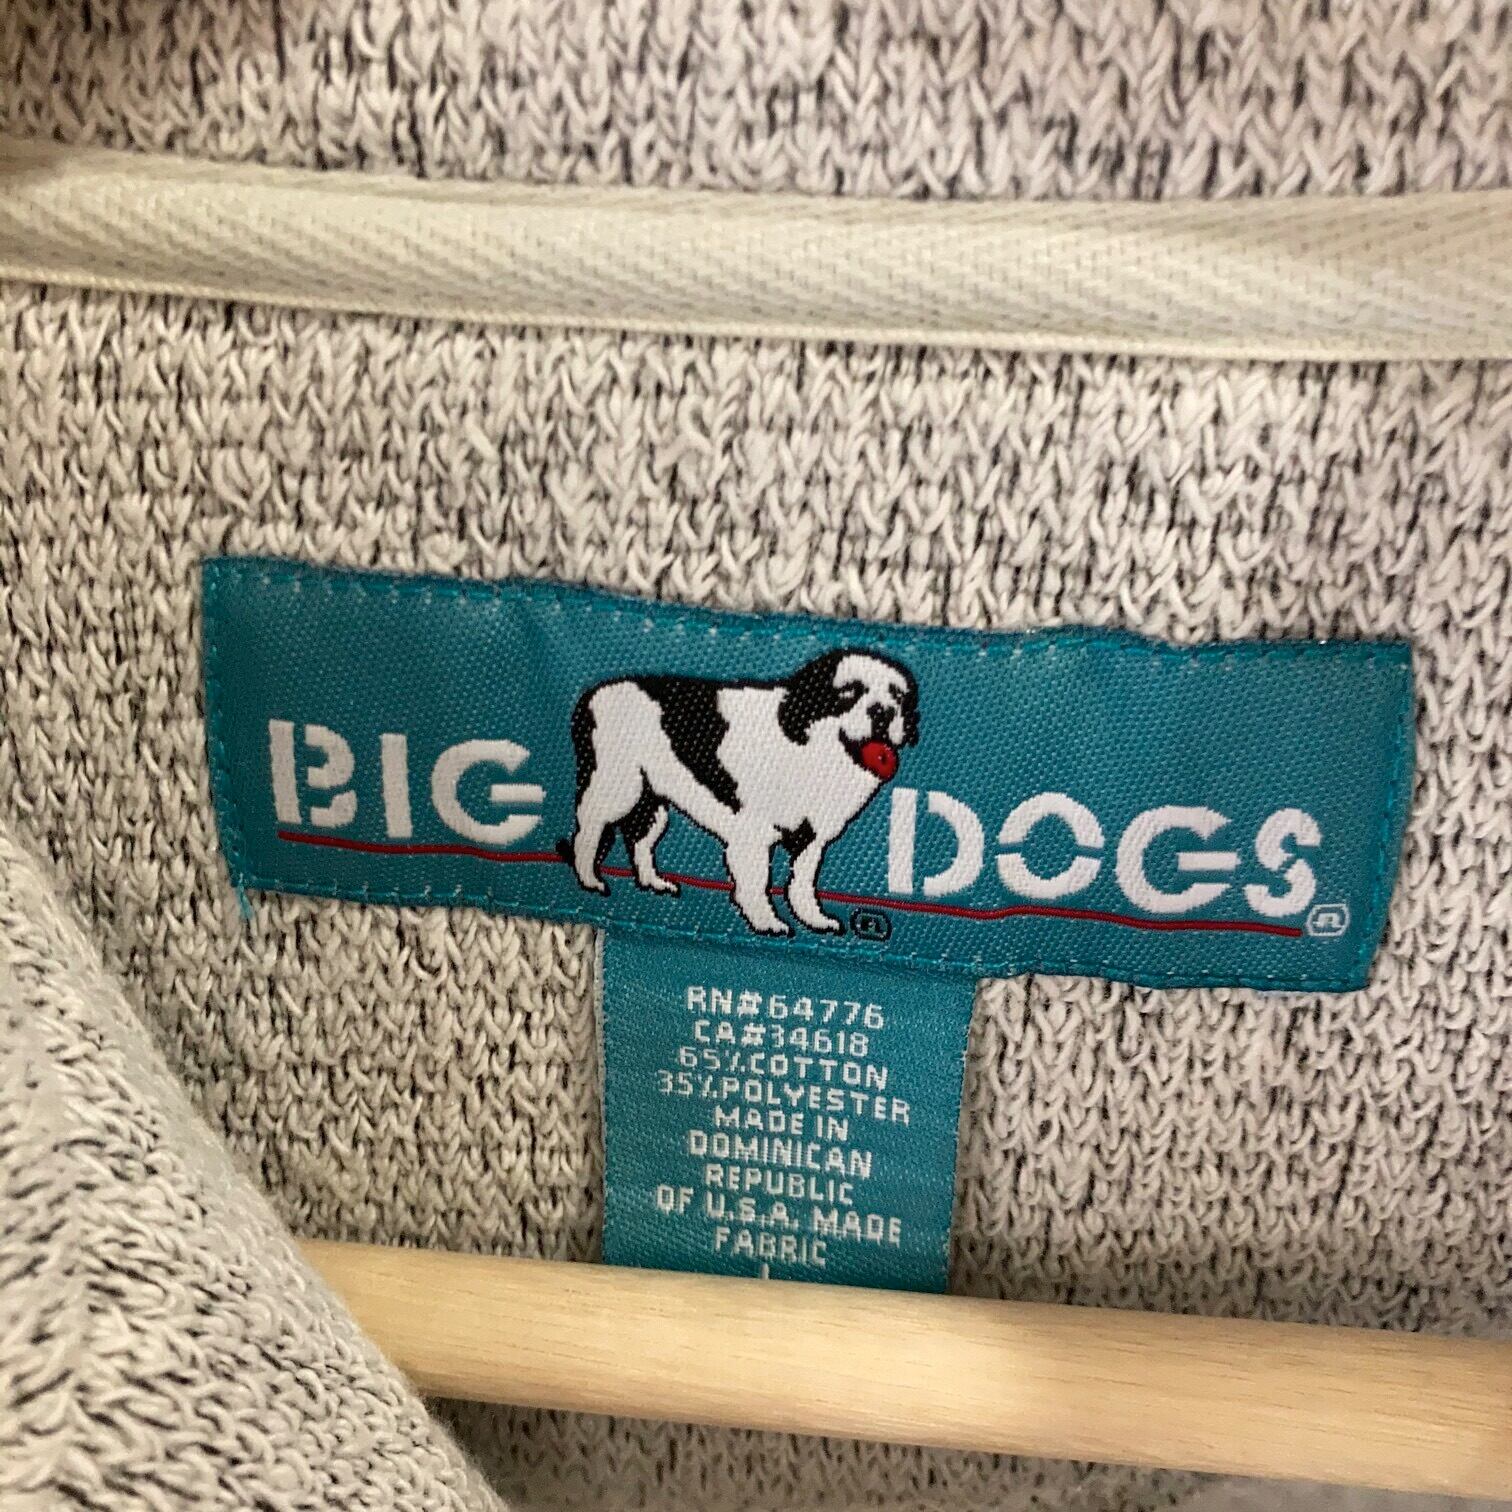 BIG DOGS
RN#64776
CA#34618
65%COTTON
35%POLYESTER
MADE IN
DOMINICAN
REPUBLIC
OF U.S.A. MADE
FABRIC